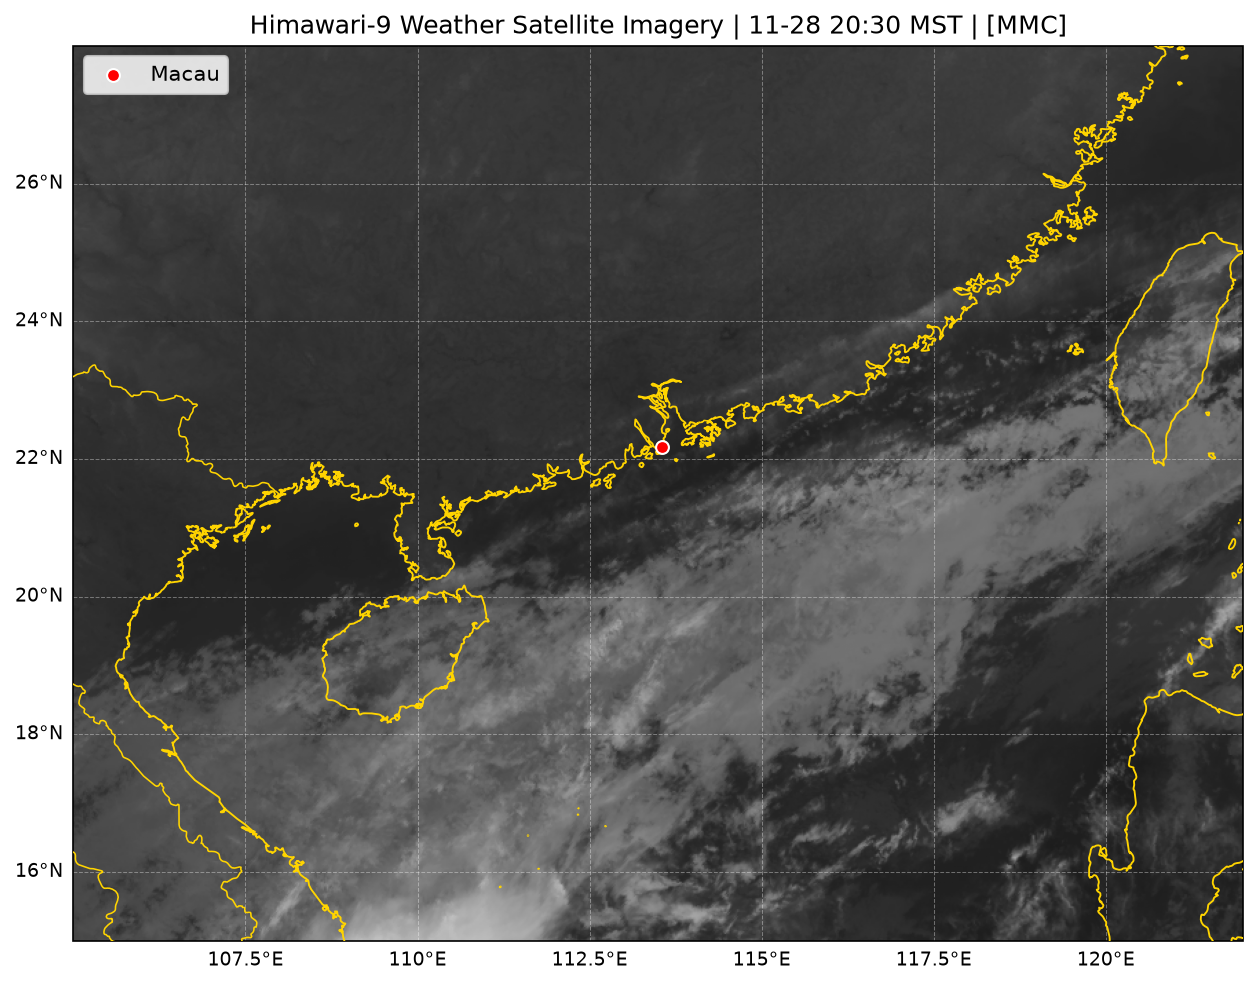 Himawari-9 Weather Satellite Imagery | 11-28 20:30 MST | [MMC]
Macau
26°N
24°N
22°N
20°N
18°N
16°N
107.5°E 110°E 112.5°E 115°E 117.5°E 120°E